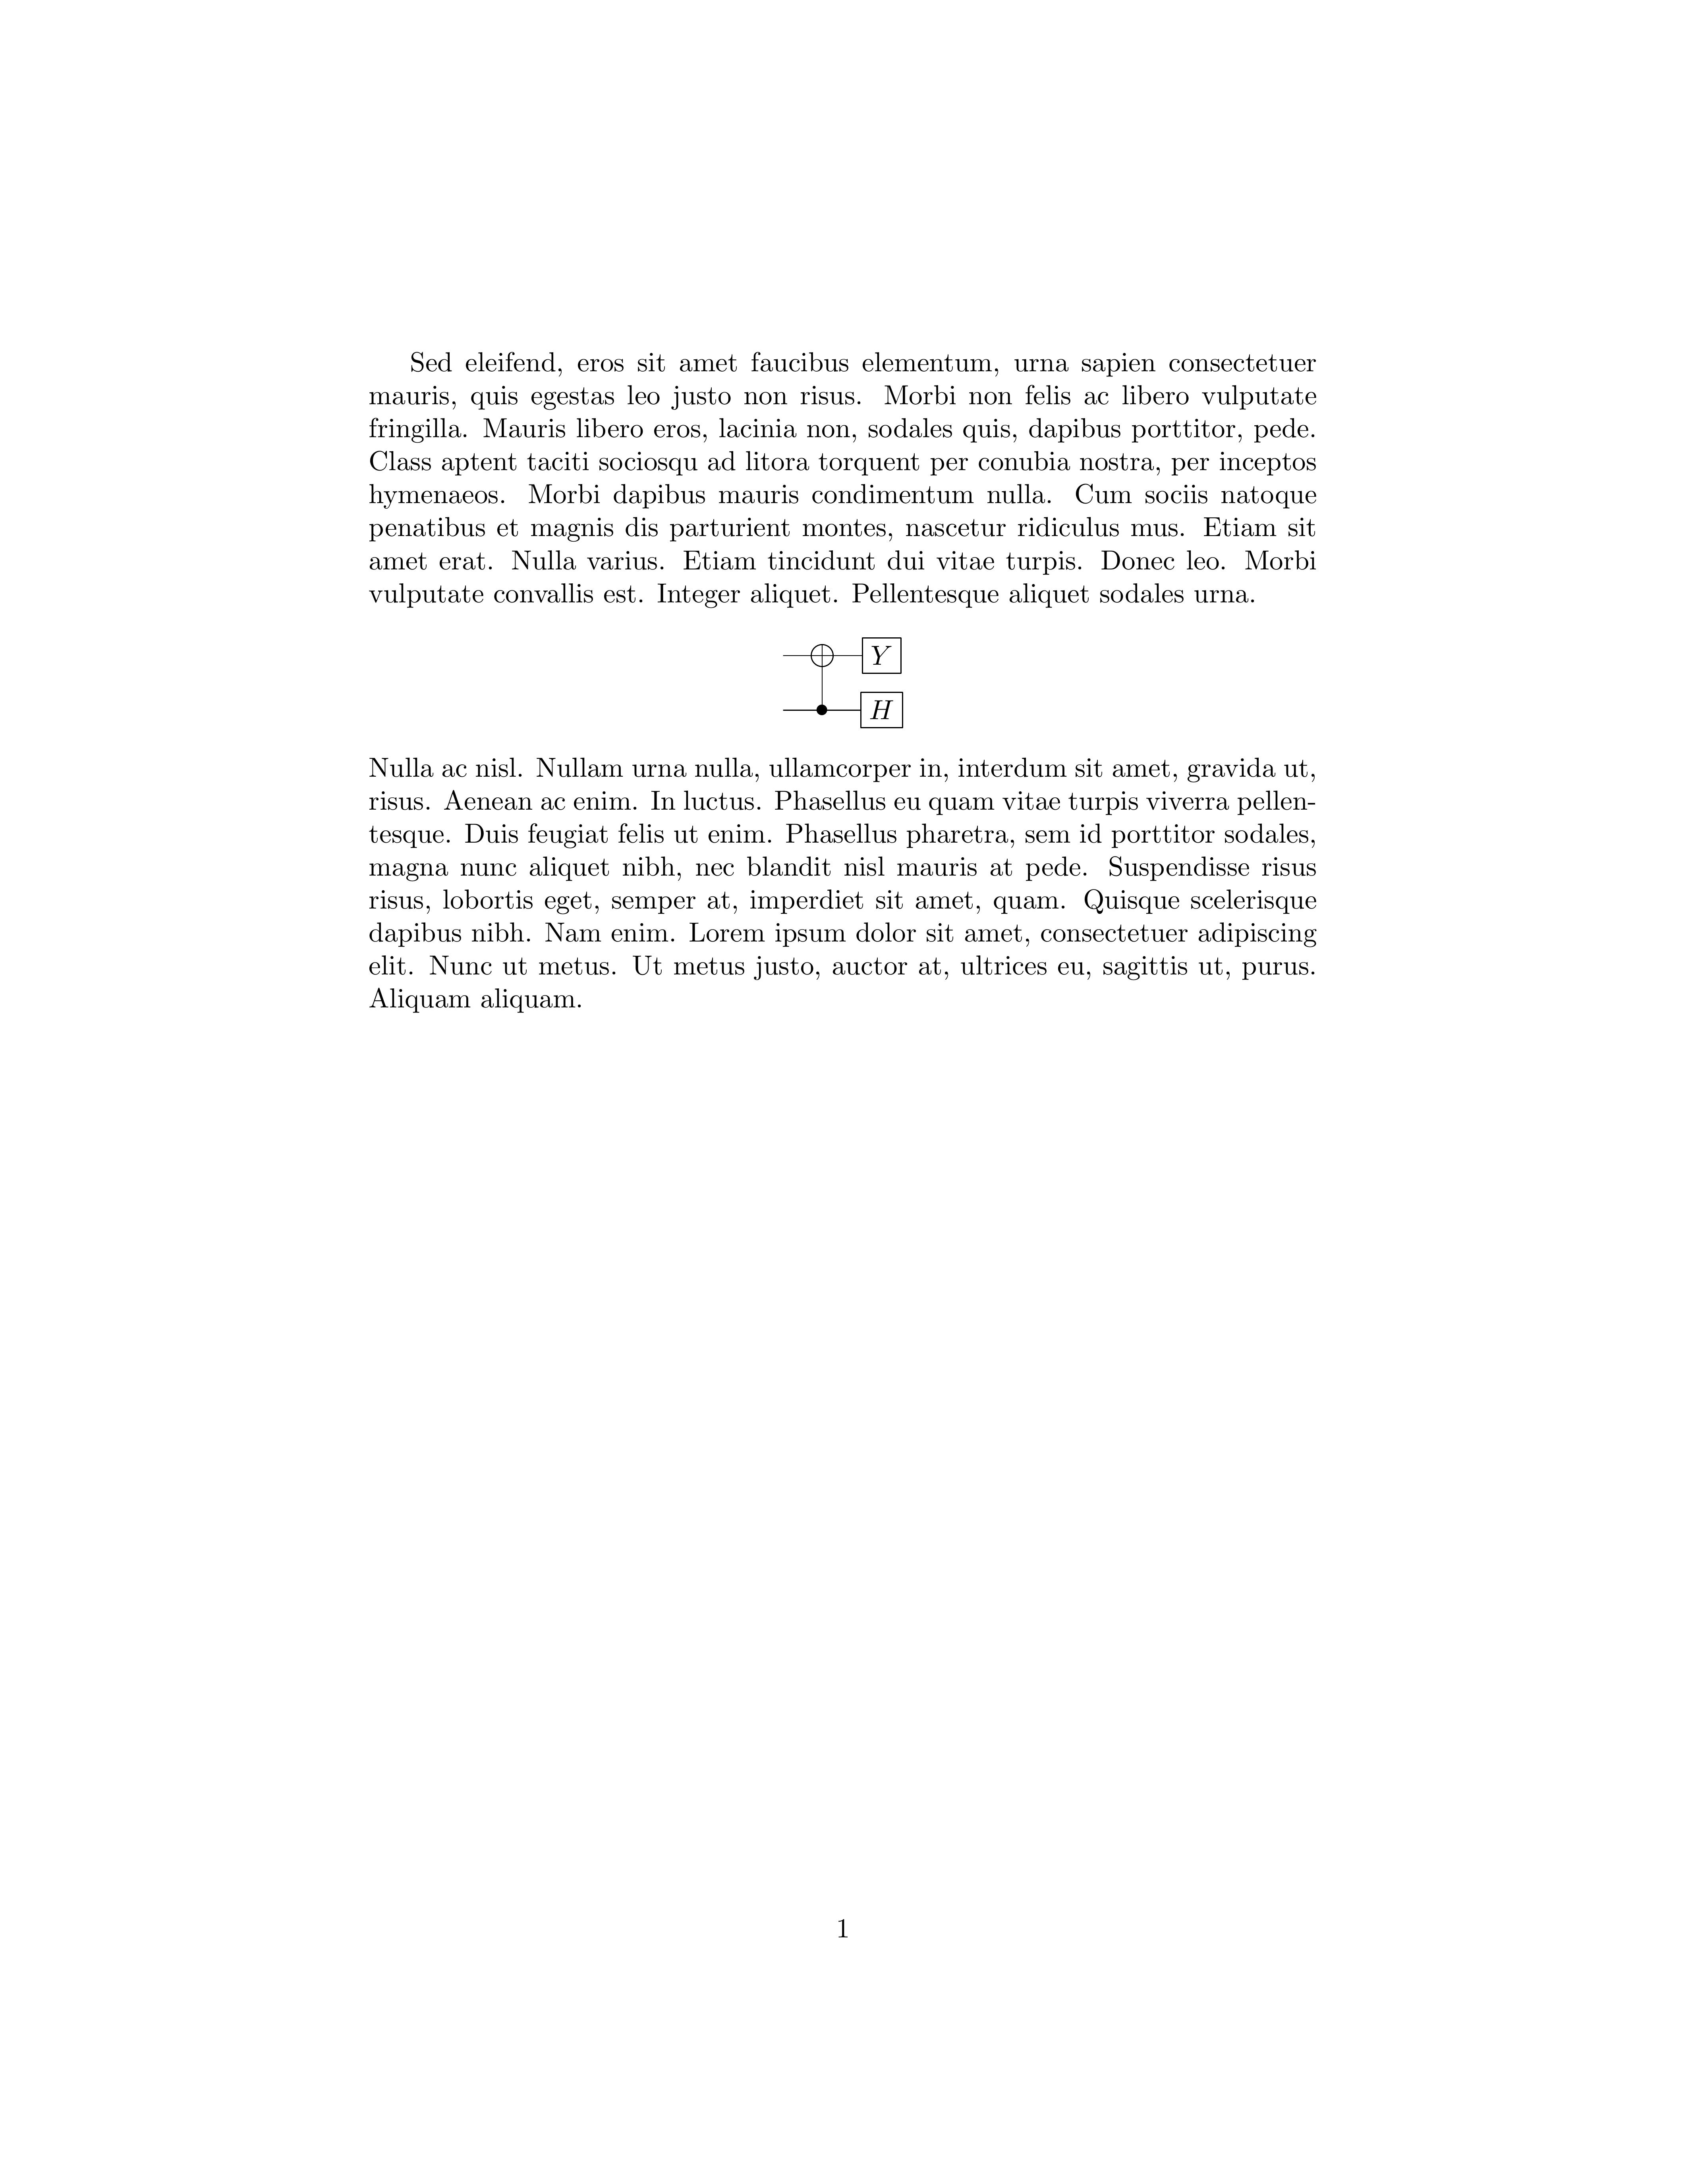 Sed eleifend, eros sit amet faucibus elementum, urna sapien consectetuer
mauris, quis egestas leo justo non risus. Morbi non felis ac libero vulputate
fringilla. Mauris libero eros, lacinia non, sodales quis, dapibus porttitor, pede.
Class aptent taciti sociosqu ad litora torquent per conubia nostra, per inceptos
hymenaeos. Morbi dapibus mauris condimentum nulla. Cum sociis natoque
penatibus et magnis dis parturient montes, nascetur ridiculus mus. Etiam sit
amet erat. Nulla varius. Etiam tincidunt dui vitae turpis. Donec leo. Morbi
vulputate convallis est. Integer aliquet. Pellentesque aliquet sodales urna.
Y
H
Nulla ac nisl. Nullam urna nulla, ullamcorper in, interdum sit amet, gravida ut,
risus. Aenean ac enim. In luctus. Phasellus eu quam vitae turpis viverra pellen-
tesque. Duis feugiat felis ut enim. Phasellus pharetra, sem id porttitor sodales,
magna nunc aliquet nibh, nec blandit nisl mauris at pede. Suspendisse risus
risus, lobortis eget, semper at, imperdiet sit amet, quam. Quisque scelerisque
dapibus nibh. Nam enim. Lorem ipsum dolor sit amet, consectetuer adipiscing
elit. Nunc ut metus. Ut metus justo, auctor at, ultrices eu, sagittis ut, purus.
Aliquam aliquam.
1